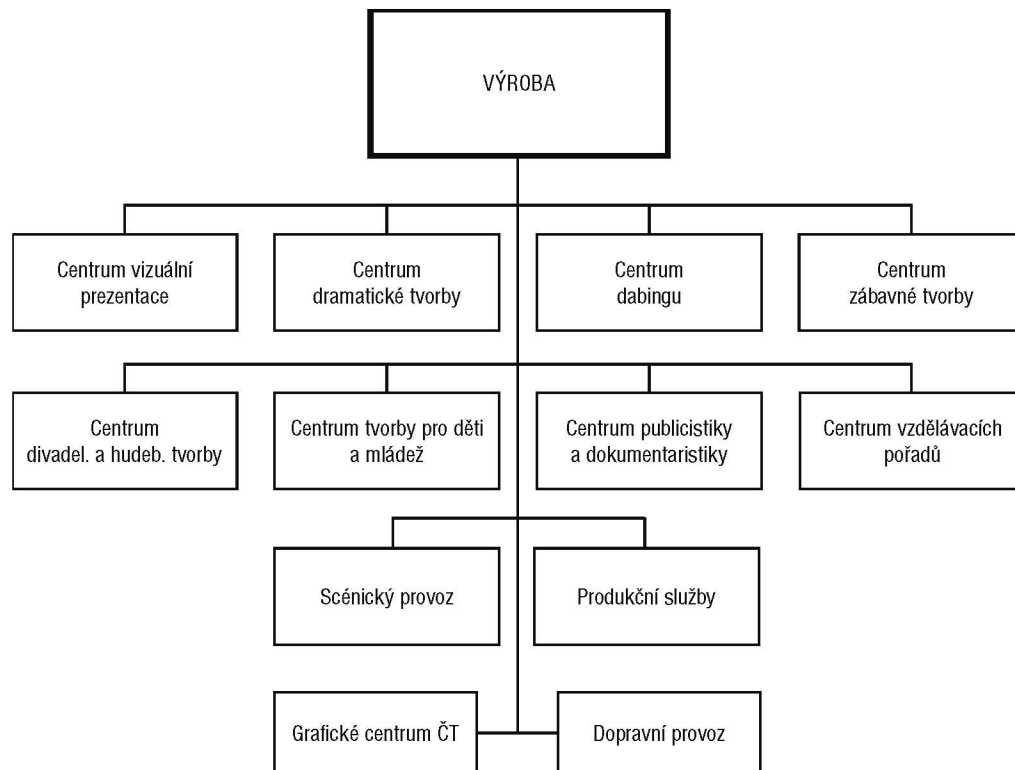 VÝROBA
Centrum vizuální
prezentace
Centrum
dramatické tvorby
Centrum
dabingu
Centrum
zábavné tvorby
Centrum
divadel. a hudeb. tvorby
Centrum tvorby pro děti
a mládež
Centrum publicistiky
a dokumentaristiky
Centrum vzdělávacích
pořadů
Scénický provoz
Produkční služby
Grafické centrum ČT
Dopravní provoz